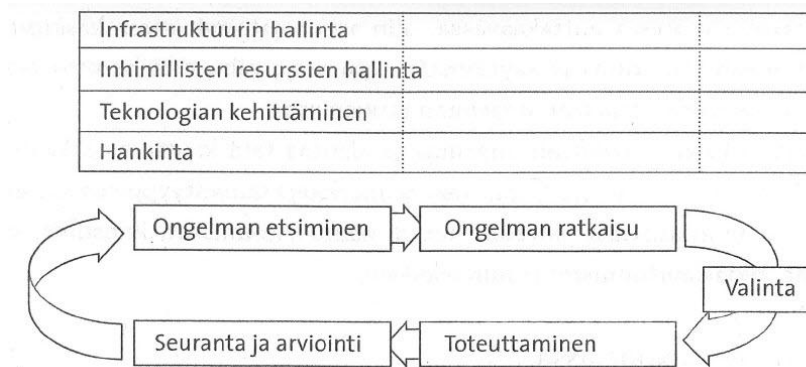 Infrastruktuurin hallinta
Inhimillisten resurssien hallinta
Teknologian kehittäminen
Hankinta
Ongelman etsiminen
Ongelman ratkaisu
Valinta
Seuranta ja arviointi
Toteuttaminen